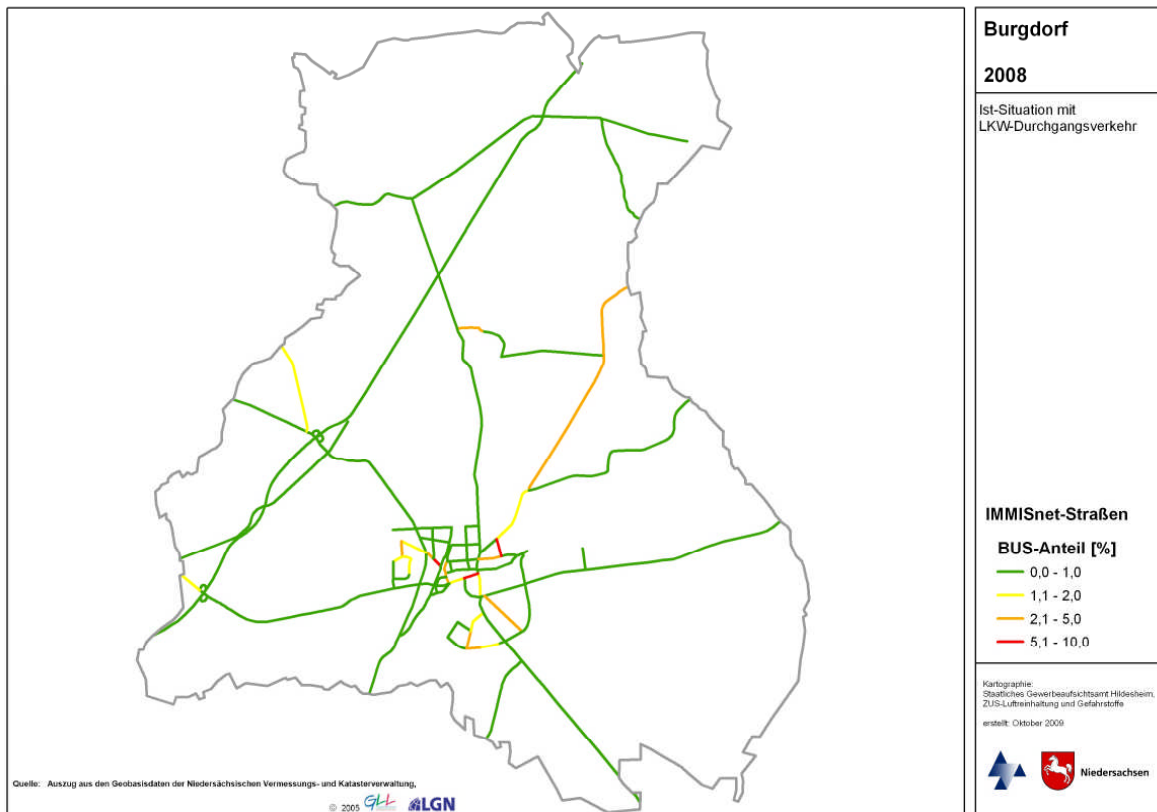 Burgdorf
2008
Ist-Situation mit
LKW-Durchgangsverkehr
IMMISnet-Straßen
BUS-Anteil [%]
0,0 - 1,0
1,1 - 2,0
2,1 - 5,0
5,1 - 10,0
Kartographie:
Staatliches Gewerbeaufsichtsamt Hildesheim,
ZUS-Luftreinhaltung und Gefahrstoffe
erstellt: Oktober 2009
Niedersachsen
Quelle: Auszug aus den Geobasisdaten der Niedersächsischen Vermessungs- und Katasterverwaltung,
© 2005 GLL LGN